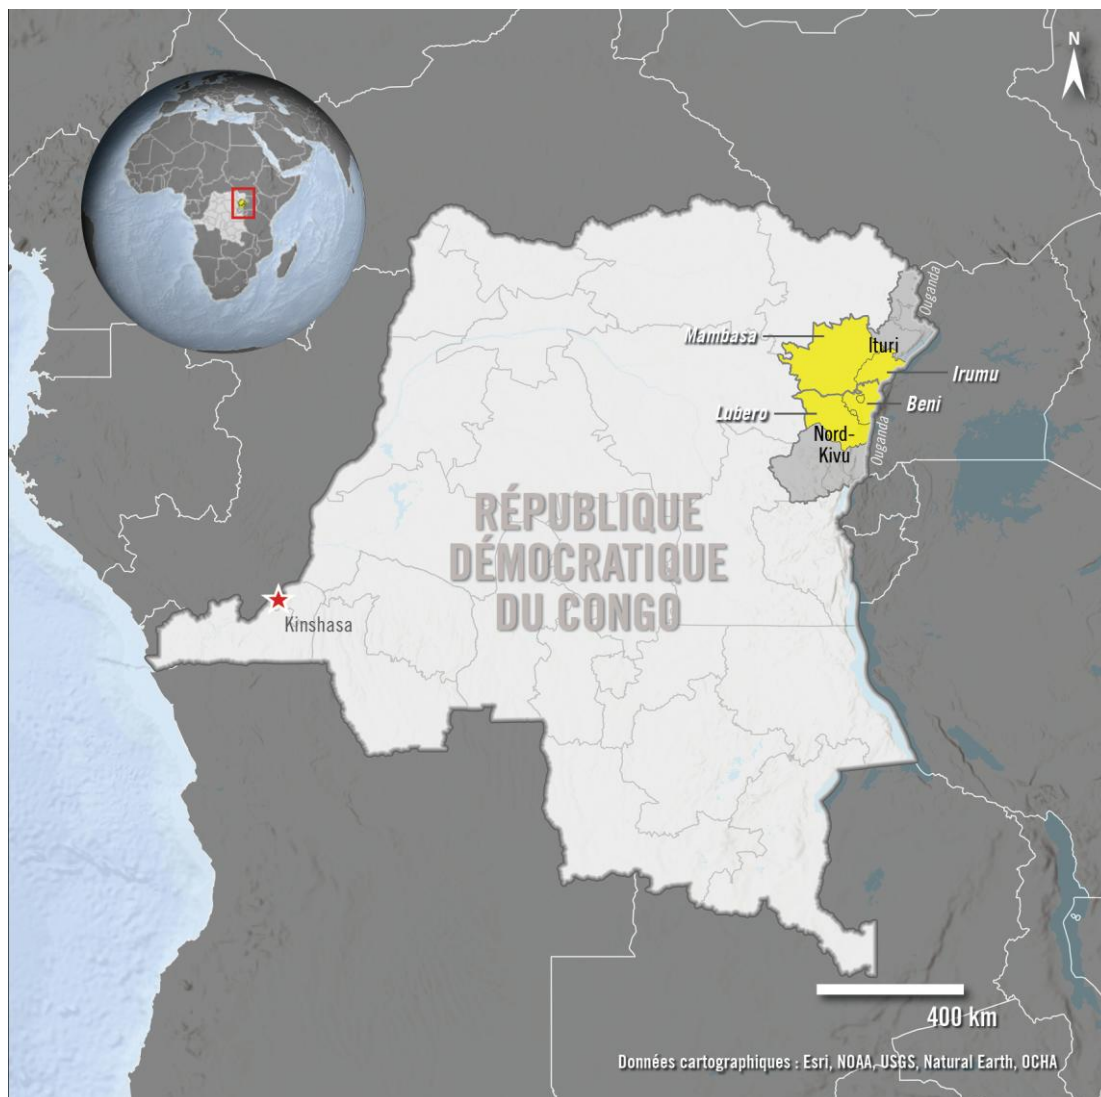 N
Ouganda
Mambasa
Ituri
Irumu
Beni
Lubero
Nord-
Kivu
Ouganda
RÉPUBLIQUE
DÉMOCRATIQUE
DU CONGO
Kinshasa
400 km
Données cartographiques : Esri, NOAA, USGS, Natural Earth, OCHA